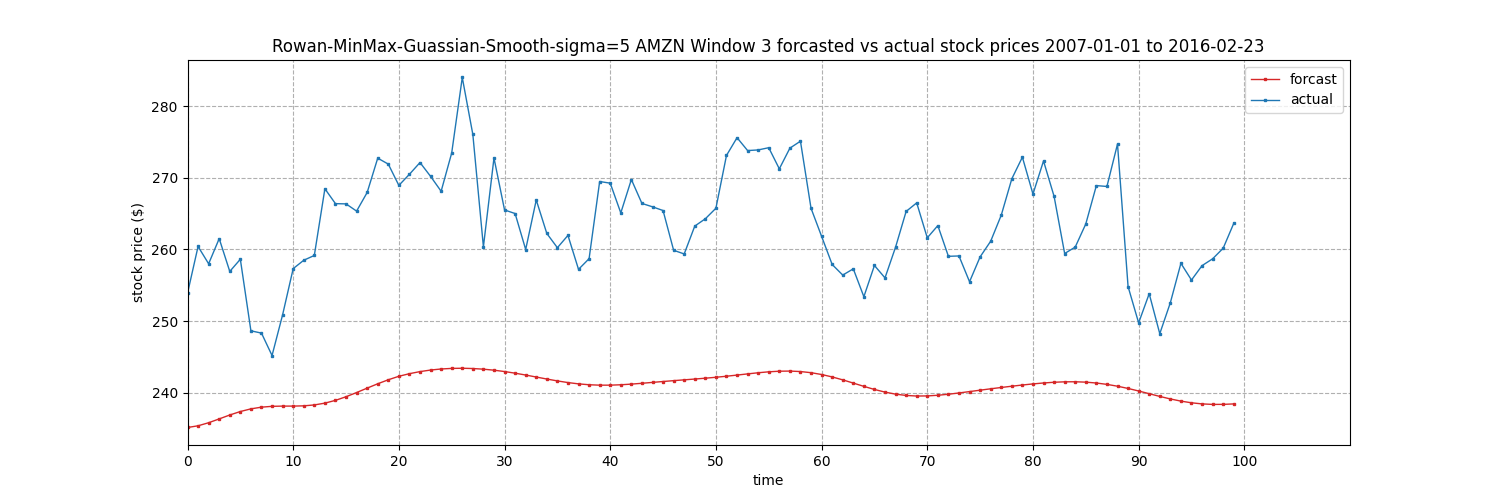 Rowan-MinMax-Guassian-Smooth-sigma=5 AMZN Window 3 forcasted vs actual stock prices 2007-01-01 to 2016-02-23
forcast
actual
stock price ($)
280
270
260
250
240
0 10 20 30 40 50 60 70 80 90 100
time